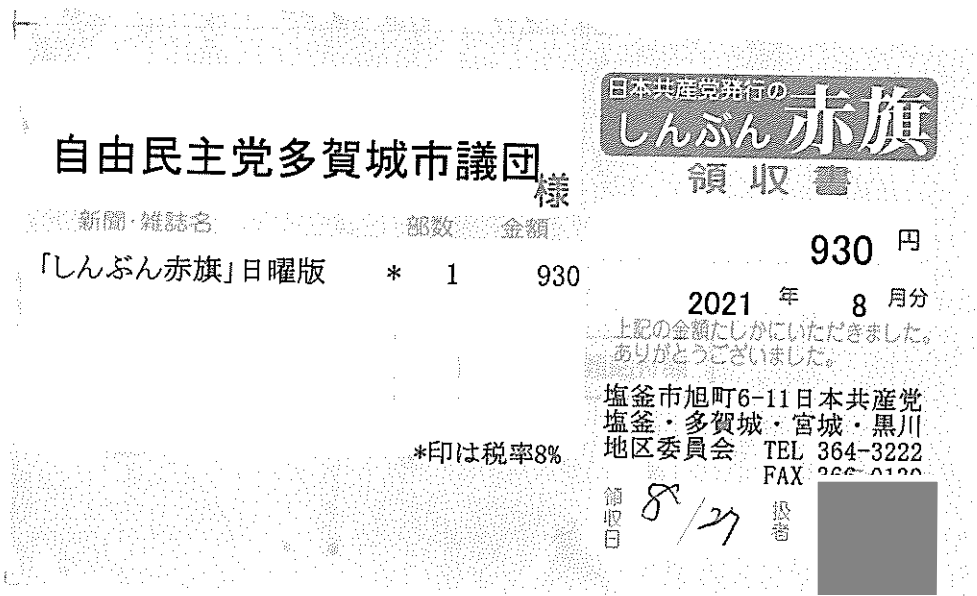 自由民主党多賀城市議団様
新聞・雑誌名 部数 金額
「しんぶん赤旗」日曜版 * 1 930
*印は税率8%
日本共産党発行の
しんぶん赤旗
領収書
930 円
2021 年 8 月分
上記の金額たしかにいただきました。
ありがとうございました。
塩釜市旭町6-11日本共産党
塩釜・多賀城・宮城・黒川
地区委員会 TEL 364-3222
FAX
領収日 8/27 扱者